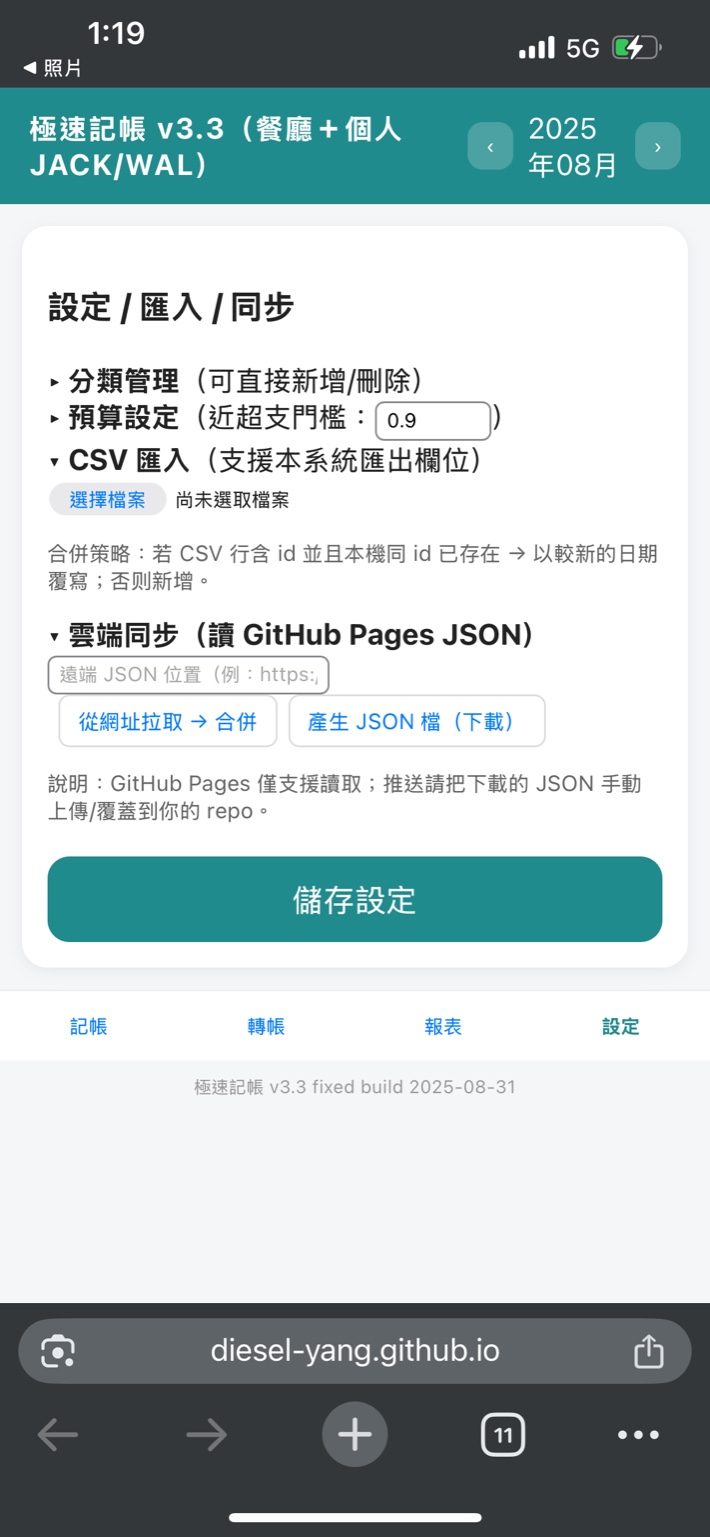 1:19
5G
◀ 照片
極速記帳 v3.3（餐廳＋個人
JACK/WAL）
‹
2025
年08月
›
設定 / 匯入 / 同步
▸ 分類管理（可直接新增/刪除）
▸ 預算設定（近超支門檻：0.9）
▾ CSV 匯入（支援本系統匯出欄位）
選擇檔案 尚未選取檔案
合併策略：若 CSV 行含 id 並且本機同 id 已存在 → 以較新的日期
覆寫；否则新增。
▾ 雲端同步（讀 GitHub Pages JSON）
遠端 JSON 位置（例：https:/
從網址拉取 → 合併 產生 JSON 檔（下載）
說明：GitHub Pages 僅支援讀取；推送請把下載的 JSON 手動
上傳/覆蓋到你的 repo。
儲存設定
記帳 轉帳 報表 設定
極速記帳 v3.3 fixed build 2025-08-31
diesel-yang.github.io
11